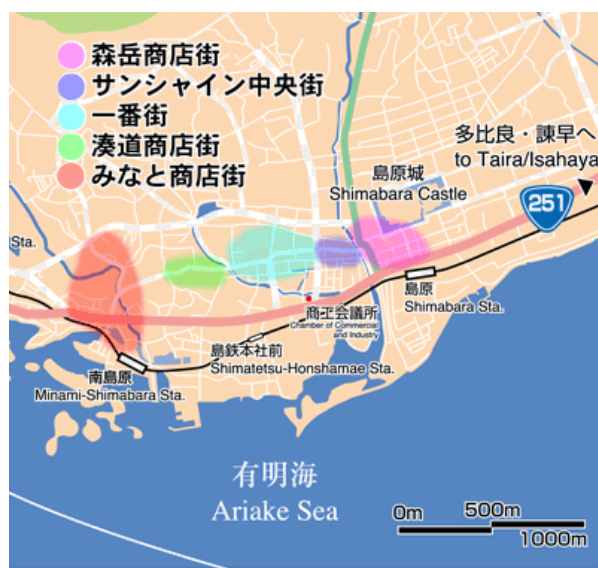 森岳商店街
サンシャイン中央街
一番街
湊道商店街
みなと商店街
多比良・諫早へ
to Taira/Isahaya
島原城
Shimabara Castle
251
Sta.
島原
Shimabara Sta.
商工会議所
Chamber of Commercial
and Industry
島鉄本社前
Shimatetsu-Honshamae Sta.
南島原
Minami-Shimabara Sta.
有明海
Ariake Sea
0m
500m
1000m